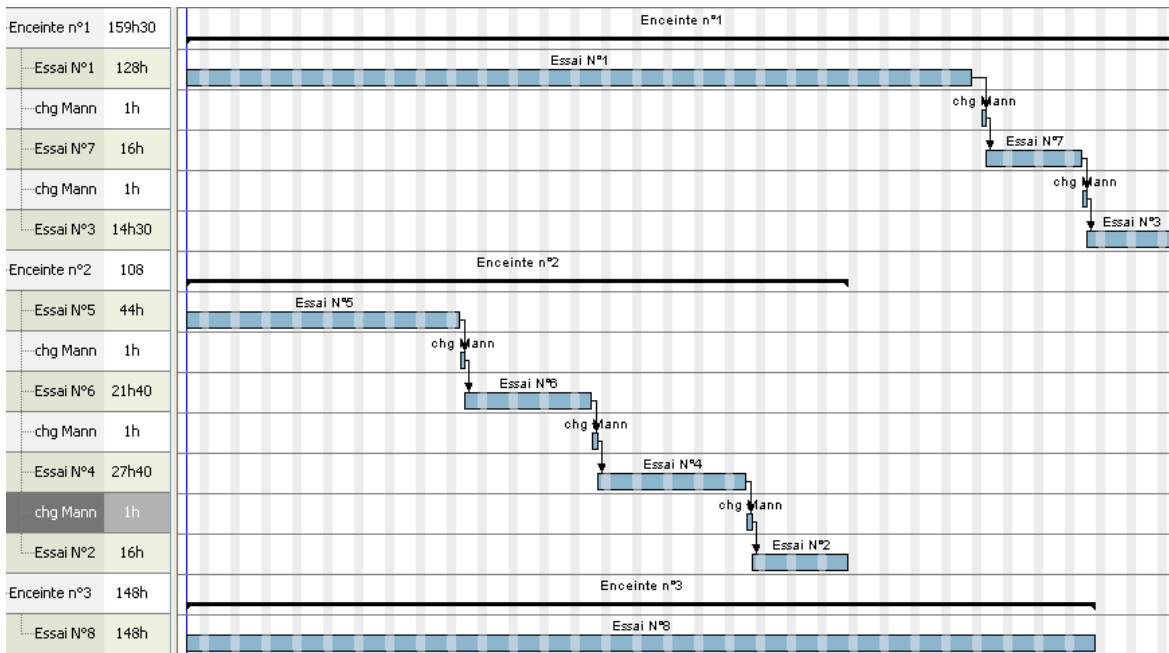 Enceinte n°1 159h30 Enceinte n°1
Essai N°1 128h Essai N°1
chg Mann 1h chg Mann
Essai N°7 16h Essai N°7
chg Mann 1h chg Mann
Essai N°3 14h30 Essai N°3
Enceinte n°2 108 Enceinte n°2
Essai N°5 44h Essai N°5
chg Mann 1h chg Mann
Essai N°6 21h40 Essai N°6
chg Mann 1h chg Mann
Essai N°4 27h40 Essai N°4
chg Mann 1h chg Mann
Essai N°2 16h Essai N°2
Enceinte n°3 148h Enceinte n°3
Essai N°8 148h Essai N°8